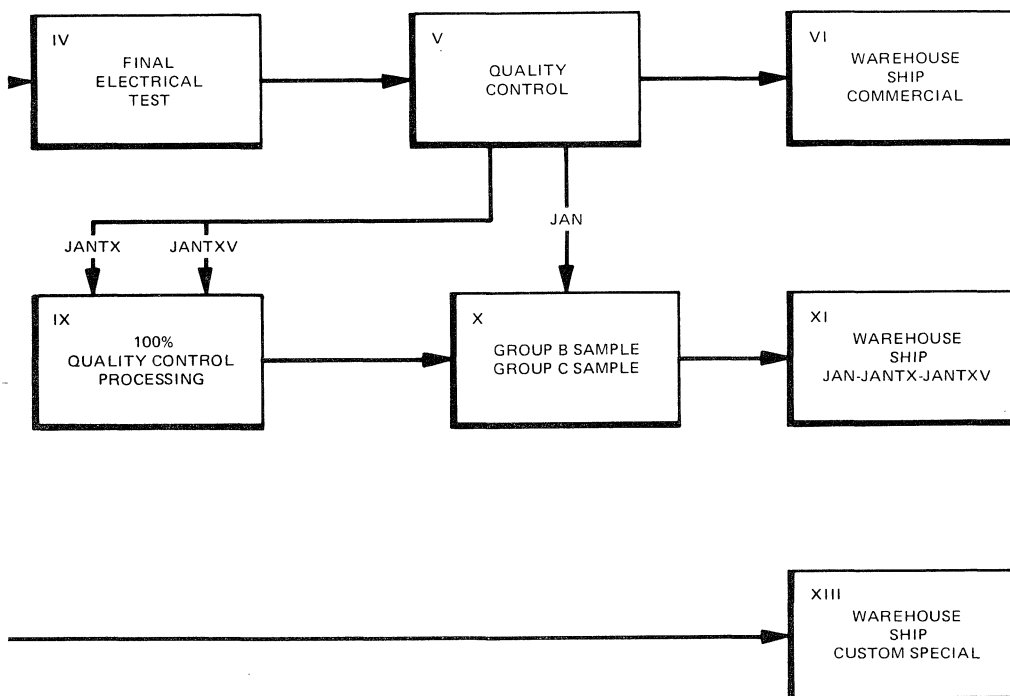 IV
FINAL
ELECTRICAL
TEST
V
QUALITY
CONTROL
VI
WAREHOUSE
SHIP
COMMERCIAL
JANTX
JANTXV
JAN
IX
100%
QUALITY CONTROL
PROCESSING
X
GROUP B SAMPLE
GROUP C SAMPLE
XI
WAREHOUSE
SHIP
JAN-JANTX-JANTXV
XIII
WAREHOUSE
SHIP
CUSTOM SPECIAL